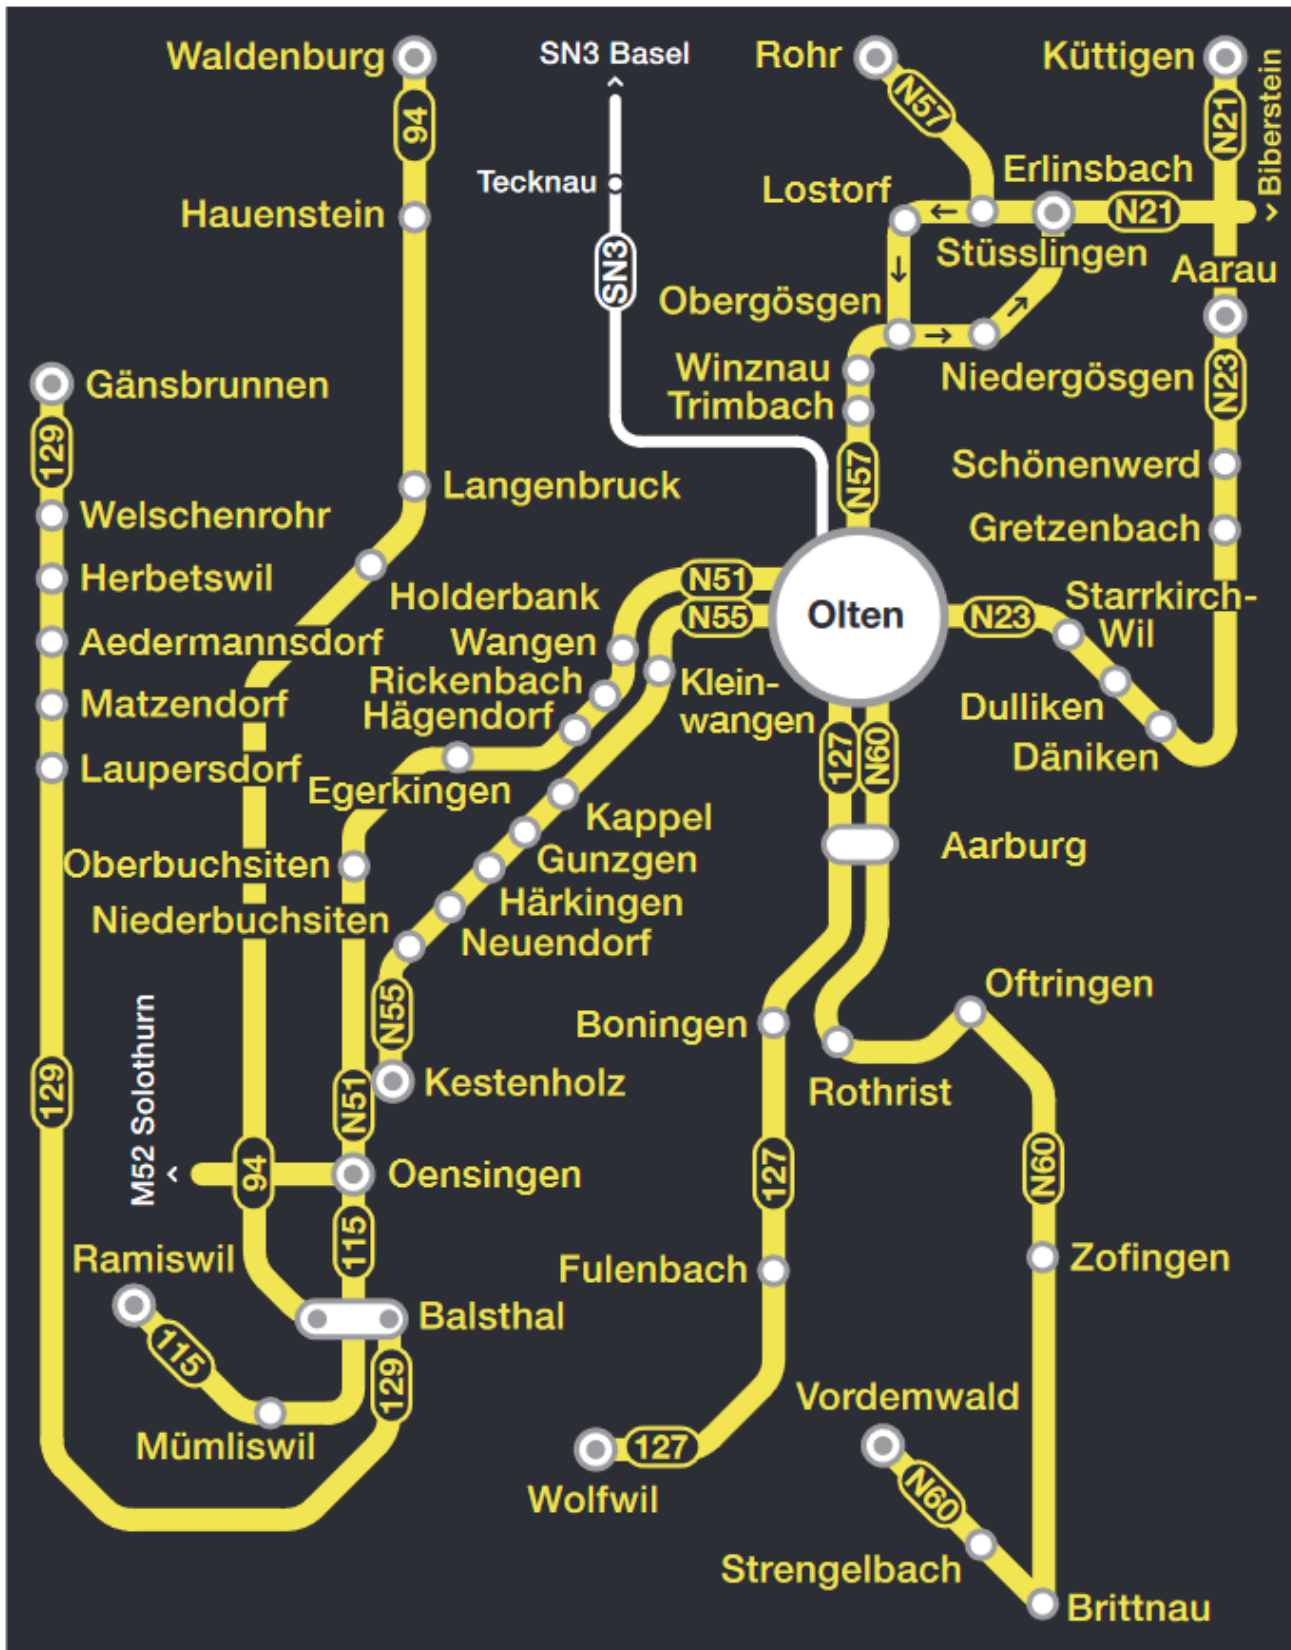 Waldenburg
SN3 Basel
Rohr
Küttigen
94
N57
N21
Biberstein
Tecknau
Erlinsbach
Lostorf
Hauenstein
N21
Stüsslingen
SN3
Aarau
Obergösgen
Winznau
Niedergösgen
N23
Gänsbrunnen
Trimbach
129
Schönenwerd
Langenbruck
N57
Welschenrohr
Gretzenbach
Herbetswil
Holderbank
N51
N55
Olten
N23
Starrkirch-
Wil
Aedermannsdorf
Wangen
Rickenbach
Klein-
wangen
Matzendorf
Hägendorf
Dulliken
Däniken
127
N60
Laupersdorf
Egerkingen
Kappel
Aarburg
Oberbuchsiten
Gunzgen
Niederbuchsiten
Härkingen
Neuendorf
Oftringen
N55
Boningen
129
N51
Kestenholz
Rothrist
M52 Solothurn
94
Oensingen
127
N60
115
Ramiswil
Fulenbach
Zofingen
Balsthal
115
129
Vordemwald
Mümliswil
127
Wolfwil
N60
Strengelbach
Brittnau